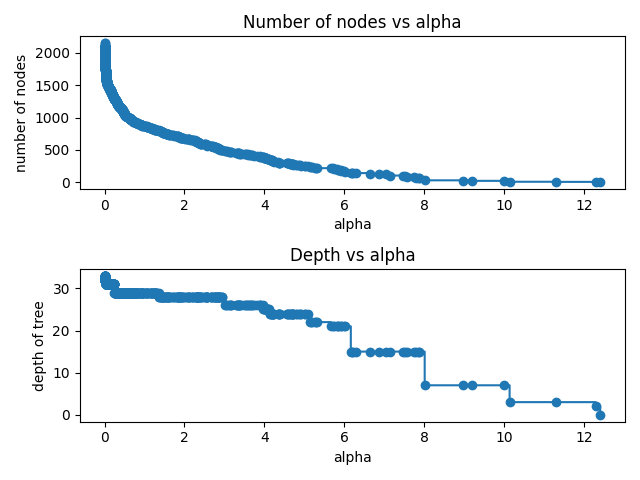 Number of nodes vs alpha
2000
1500
1000
500
0
number of nodes
0 2 4 6 8 10 12
alpha
Depth vs alpha
30
20
10
0
depth of tree
0 2 4 6 8 10 12
alpha